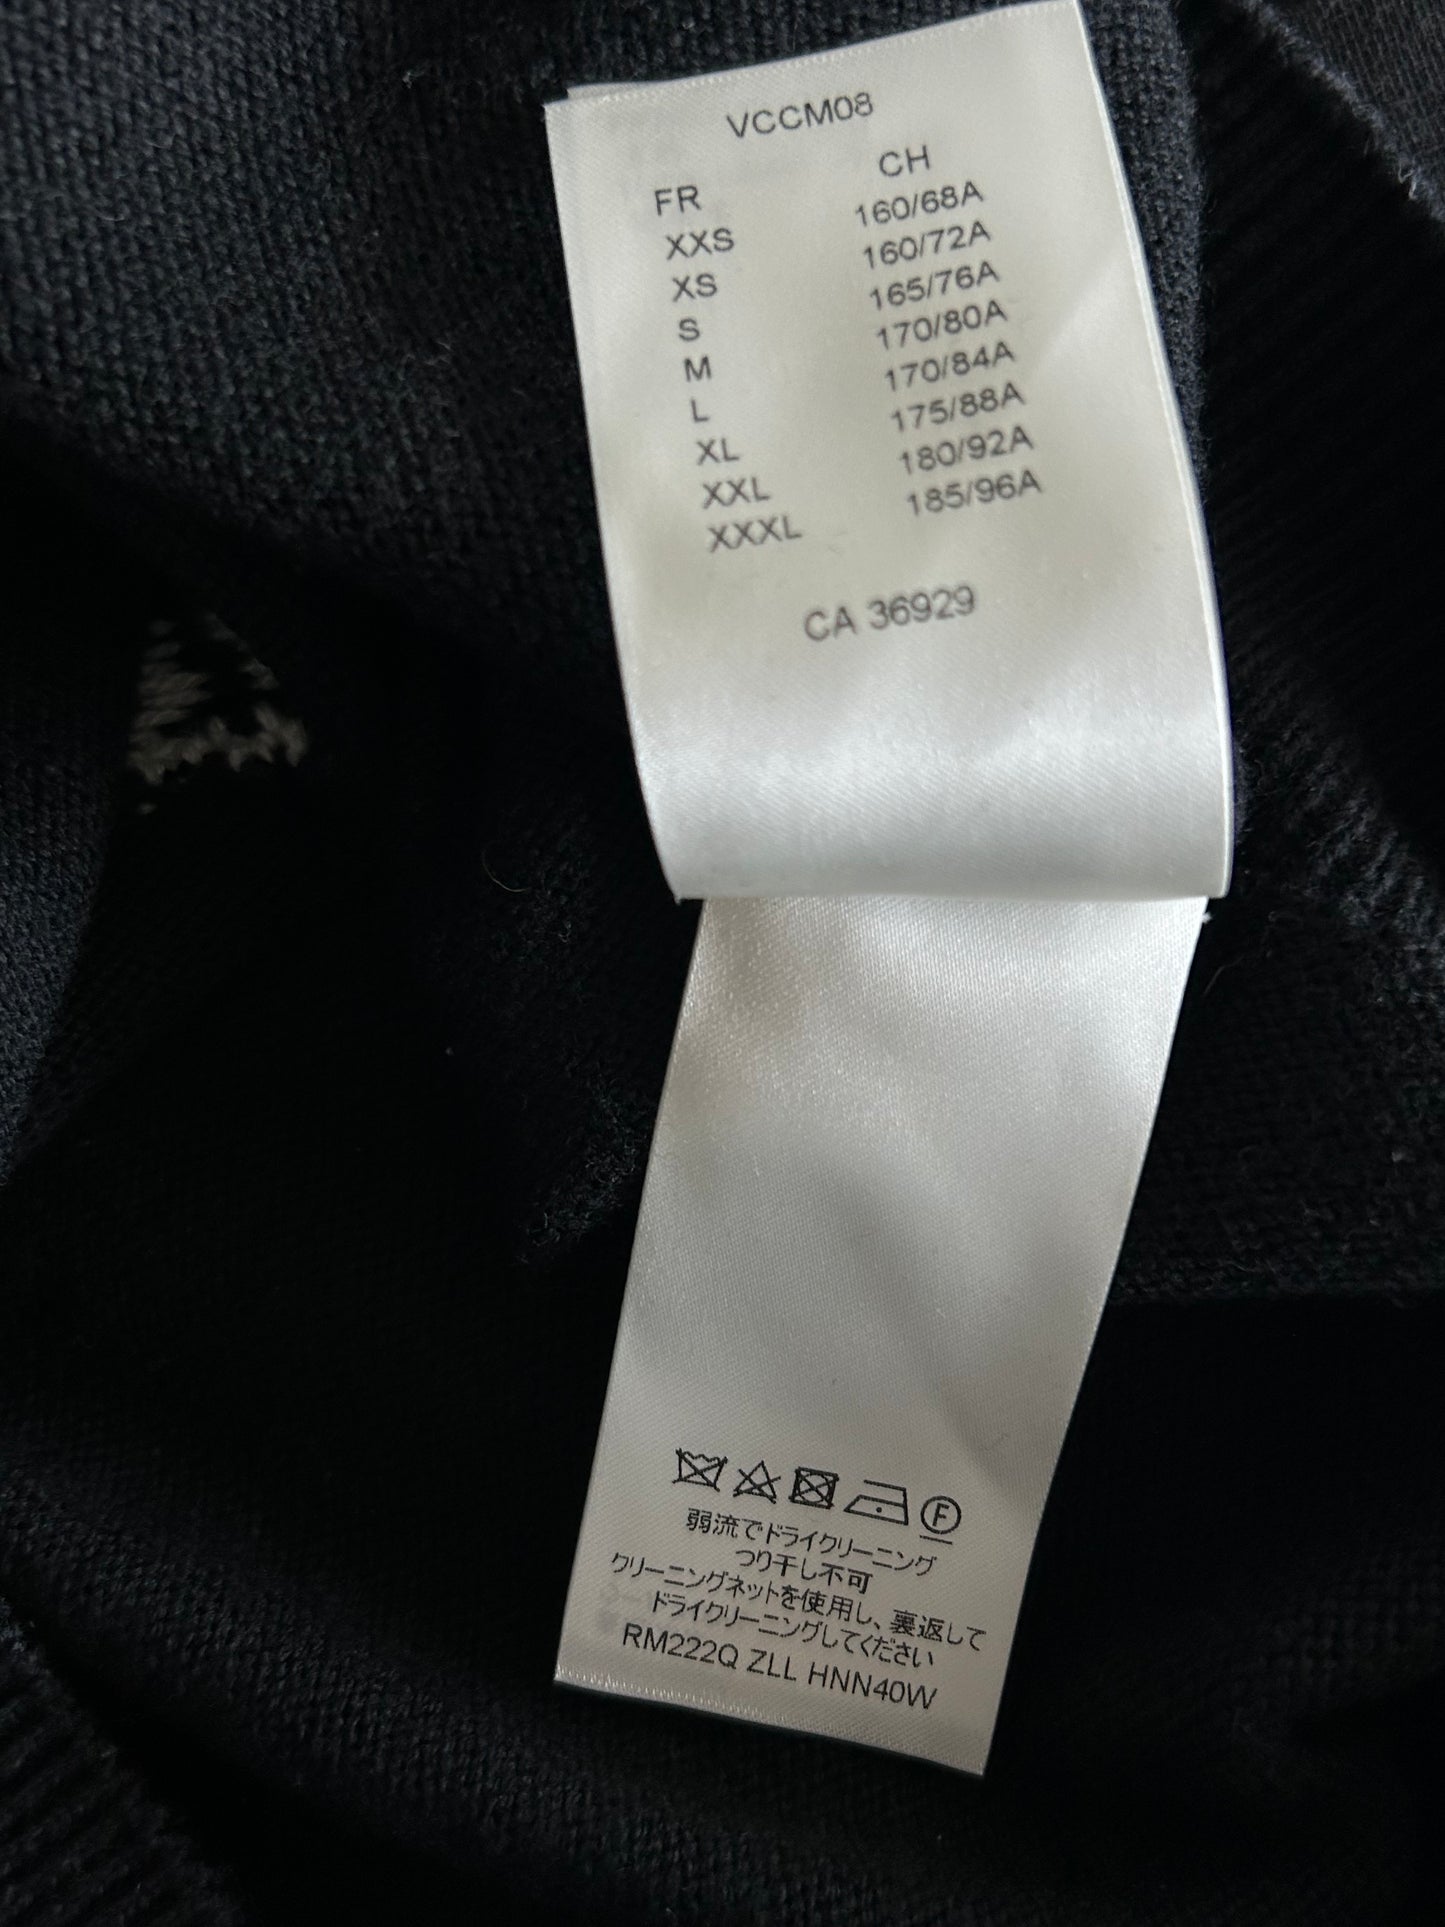 VCCM08
FR CH
XXS 160/68A
XS 160/72A
S 165/76A
M 170/80A
L 170/84A
XL 175/88A
XXL 180/92A
XXXL 185/96A
CA 36929
F
弱流でドライクリーニング
つり干し不可
クリーニングネットを使用し、裏返して
ドライクリーニングしてください
RM222Q ZLL HNN40W